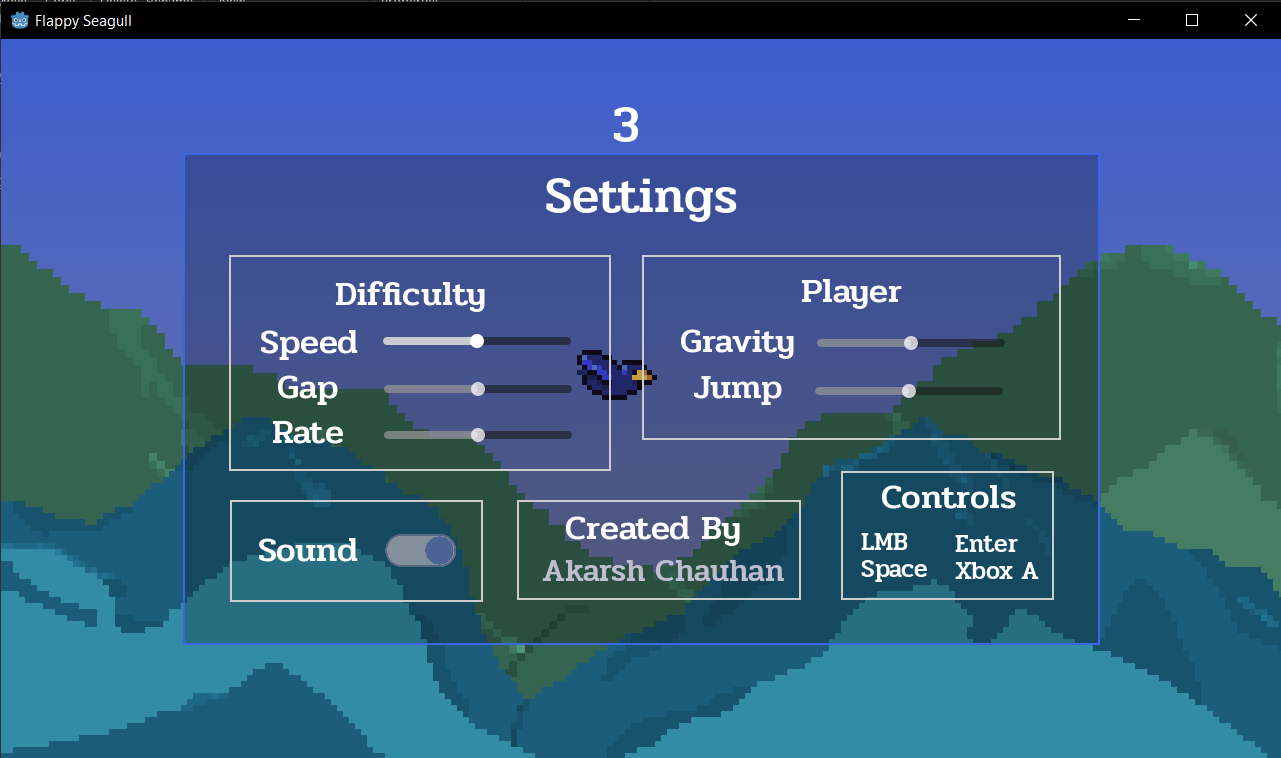 Flappy Seagull
3
Settings
Difficulty
Speed
Gap
Rate
Player
Gravity
Jump
Sound
Created By
Akarsh Chauhan
Controls
LMB
Space
Enter
Xbox A